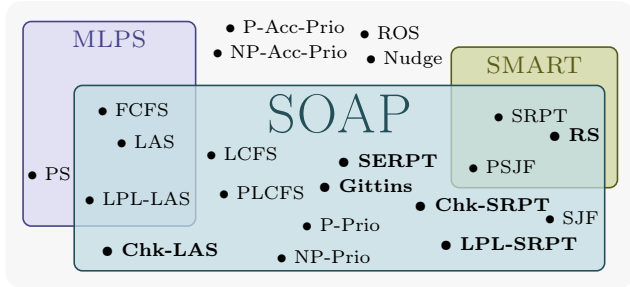 P-Acc-Prio
ROS
MLPS
NP-Acc-Prio
Nudge
SMART
SOAP
FCFS
SRPT
RS
LAS
LCFS
SERPT
PSJF
PS
Gittins
LPL-LAS
PLCFS
Chk-SRPT
P-Prio
SJF
Chk-LAS
LPL-SRPT
NP-Prio